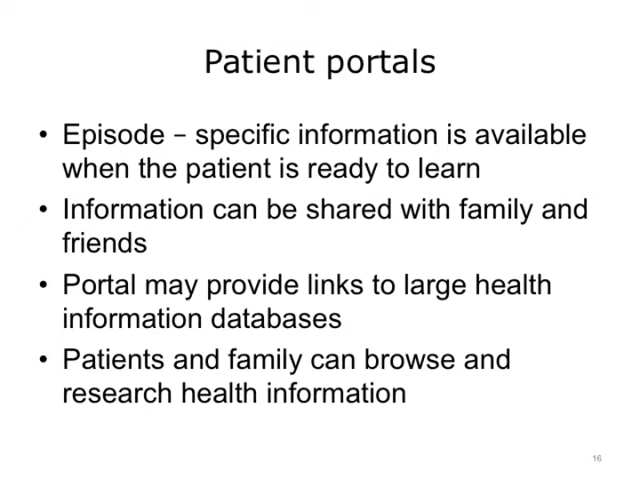 Patient portals
• Episode – specific information is available
when the patient is ready to learn
• Information can be shared with family and
friends
• Portal may provide links to large health
information databases
• Patients and family can browse and
research health information
16